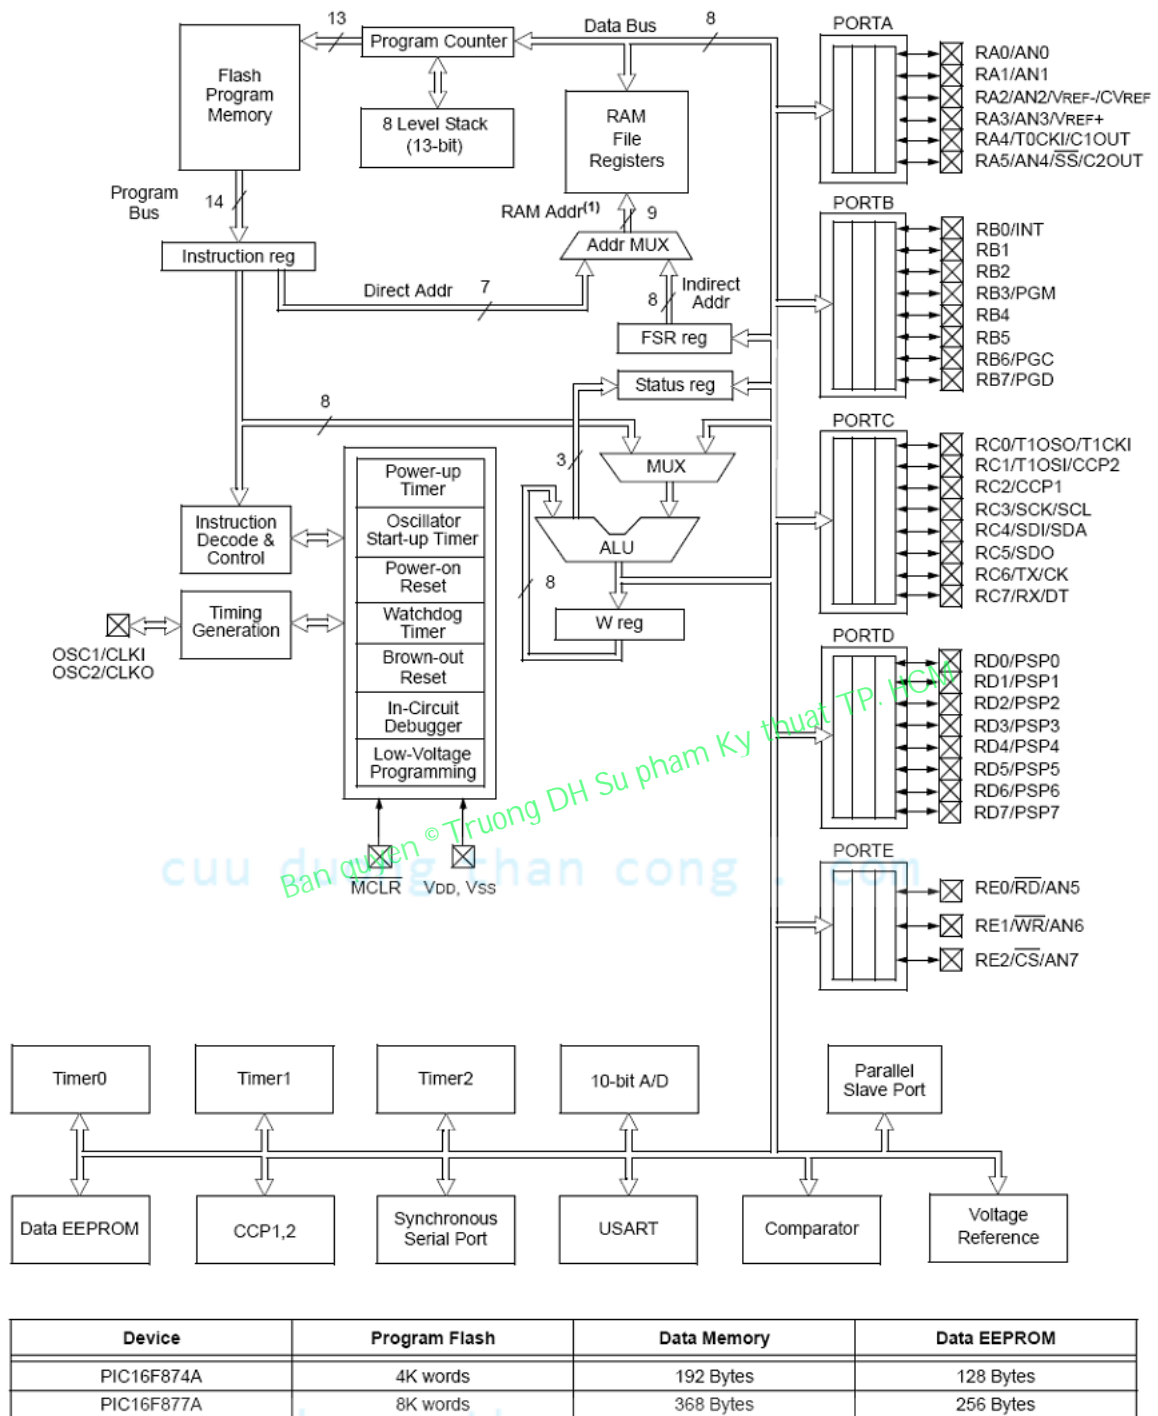 13
Data Bus
8
PORTA
Program Counter
Flash
Program
Memory
8 Level Stack
(13-bit)
RAM
File
Registers
RA0/AN0
RA1/AN1
RA2/AN2/VREF-/CVREF
RA3/AN3/VREF+
RA4/T0CKI/C1OUT
RA5/AN4/SS/C2OUT
Program
Bus
14
RAM Addr(1)
9
PORTB
Instruction reg
Addr MUX
RB0/INT
RB1
RB2
RB3/PGM
RB4
RB5
RB6/PGC
RB7/PGD
Direct Addr
7
Indirect
Addr
8
FSR reg
Status reg
8
3
MUX
PORTC
RC0/T1OSO/T1CKI
RC1/T1OSI/CCP2
RC2/CCP1
RC3/SCK/SCL
RC4/SDI/SDA
RC5/SDO
RC6/TX/CK
RC7/RX/DT
Power-up
Timer
Oscillator
Start-up Timer
Power-on
Reset
Watchdog
Timer
Brown-out
Reset
In-Circuit
Debugger
Low-Voltage
Programming
Instruction
Decode &
Control
ALU
8
W reg
Timing
Generation
OSC1/CLKI
OSC2/CLKO
PORTD
RD0/PSP0
RD1/PSP1
RD2/PSP2
RD3/PSP3
RD4/PSP4
RD5/PSP5
RD6/PSP6
RD7/PSP7
Ban quyen © Truong DH Su pham Ky thuat TP. HCM
cuu duong than cong . com
MCLR
VDD, VSS
PORTE
RE0/RD/AN5
RE1/WR/AN6
RE2/CS/AN7
Timer0
Timer1
Timer2
10-bit A/D
Parallel
Slave Port
Data EEPROM
CCP1,2
Synchronous
Serial Port
USART
Comparator
Voltage
Reference
Device Program Flash Data Memory Data EEPROM
PIC16F874A 4K words 192 Bytes 128 Bytes
PIC16F877A 8K words 368 Bytes 256 Bytes